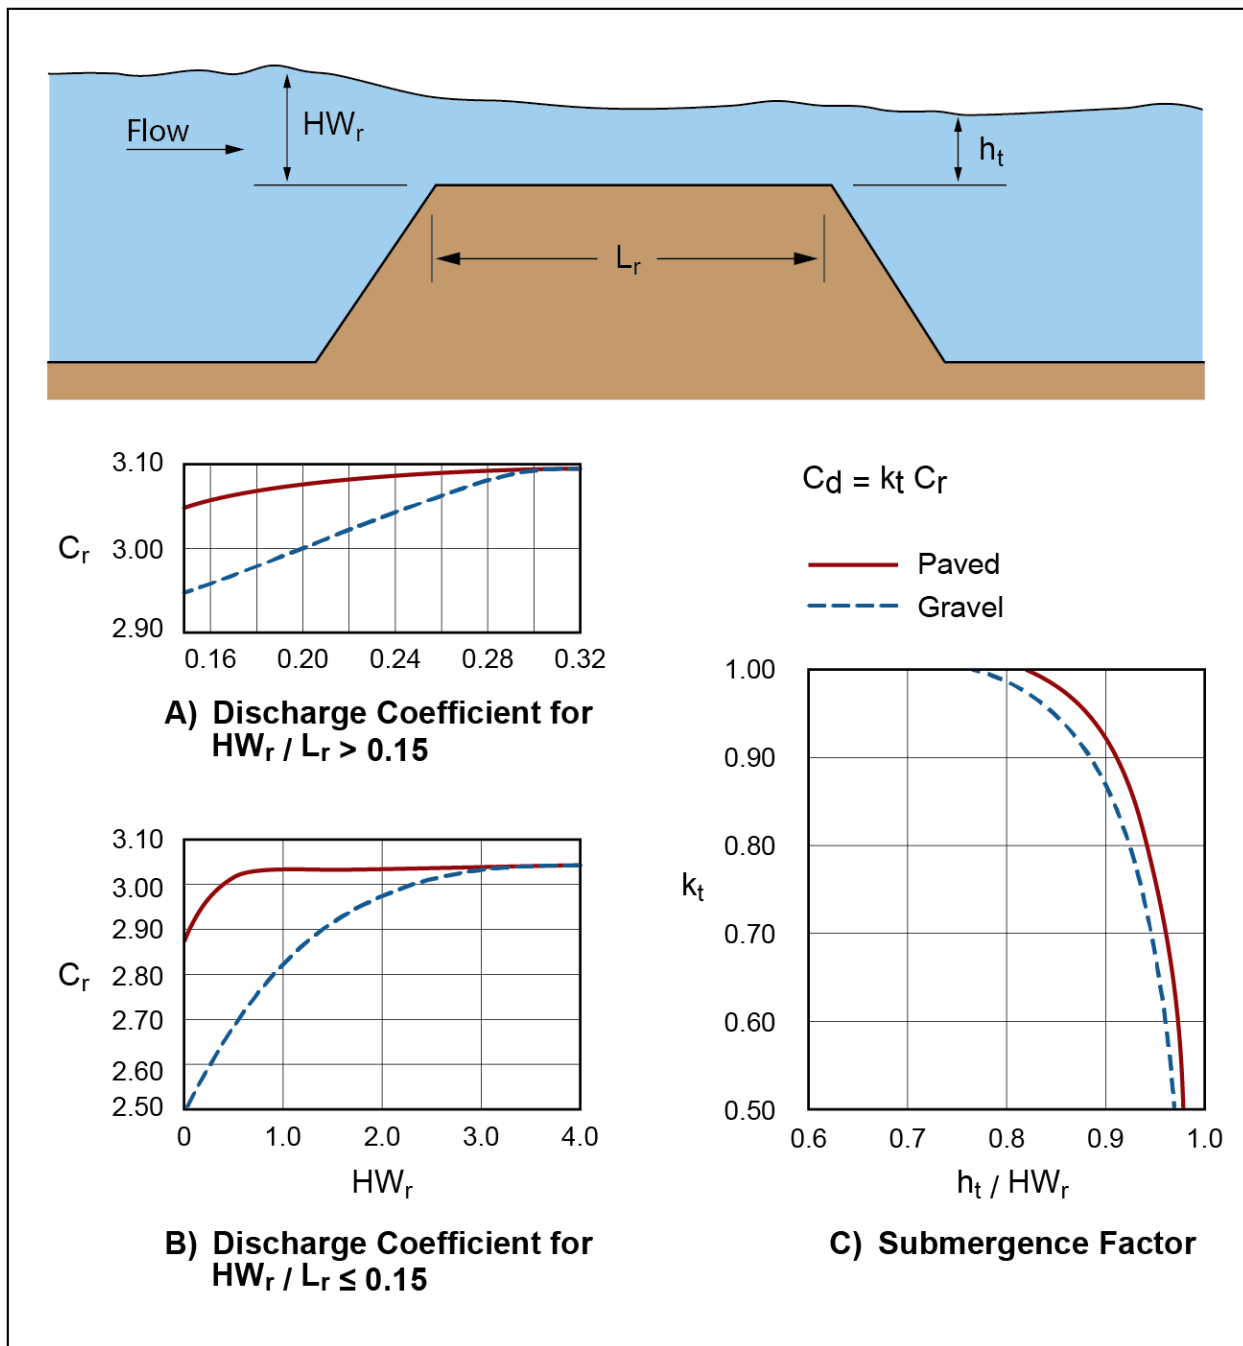 Flow
HWr
ht
Lr
3.10
Cr 3.00
2.90
0.16 0.20 0.24 0.28 0.32
A) Discharge Coefficient for
HWr / Lr > 0.15
Cd = kt Cr
Paved
Gravel
3.10
3.00
2.90
Cr 2.80
2.70
2.60
2.50
0 1.0 2.0 3.0 4.0
HWr
B) Discharge Coefficient for
HWr / Lr ≤ 0.15
1.00
0.90
0.80
kt
0.70
0.60
0.50
0.6 0.7 0.8 0.9 1.0
ht / HWr
C) Submergence Factor